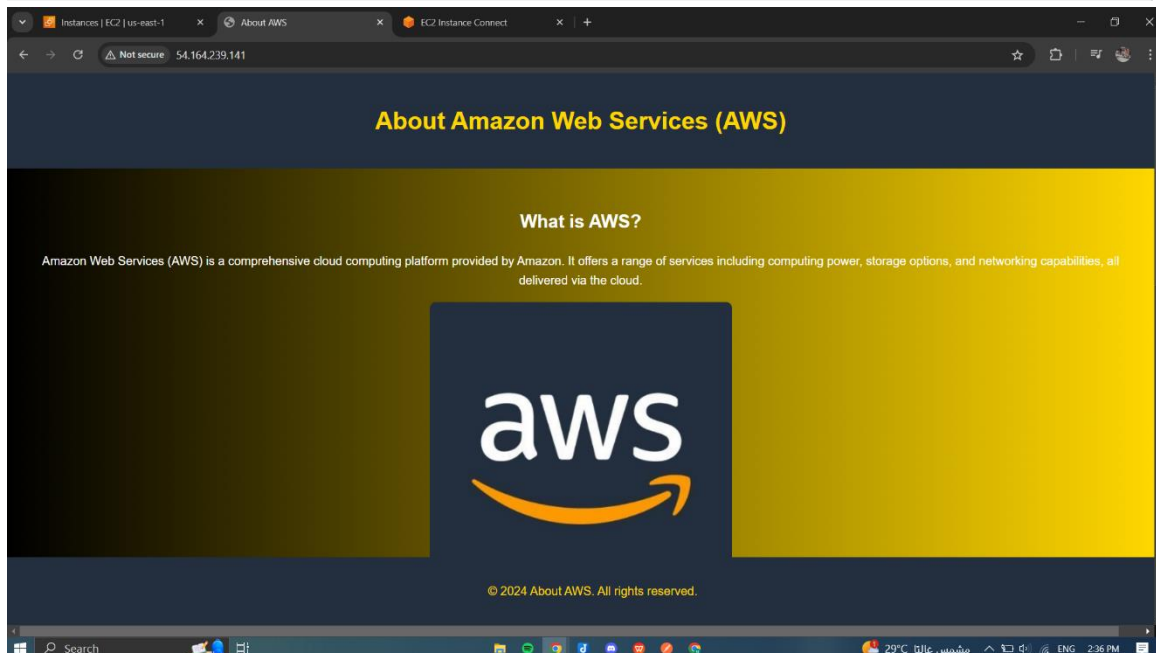 Instances | EC2 | us-east-1
About AWS
EC2 Instance Connect
Not secure 54.164.239.141
About Amazon Web Services (AWS)
What is AWS?
Amazon Web Services (AWS) is a comprehensive cloud computing platform provided by Amazon. It offers a range of services including computing power, storage options, and networking capabilities, all
delivered via the cloud.
aws
© 2024 About AWS. All rights reserved.
Search
29°C مشمس غالبًا
ENG 2:36 PM